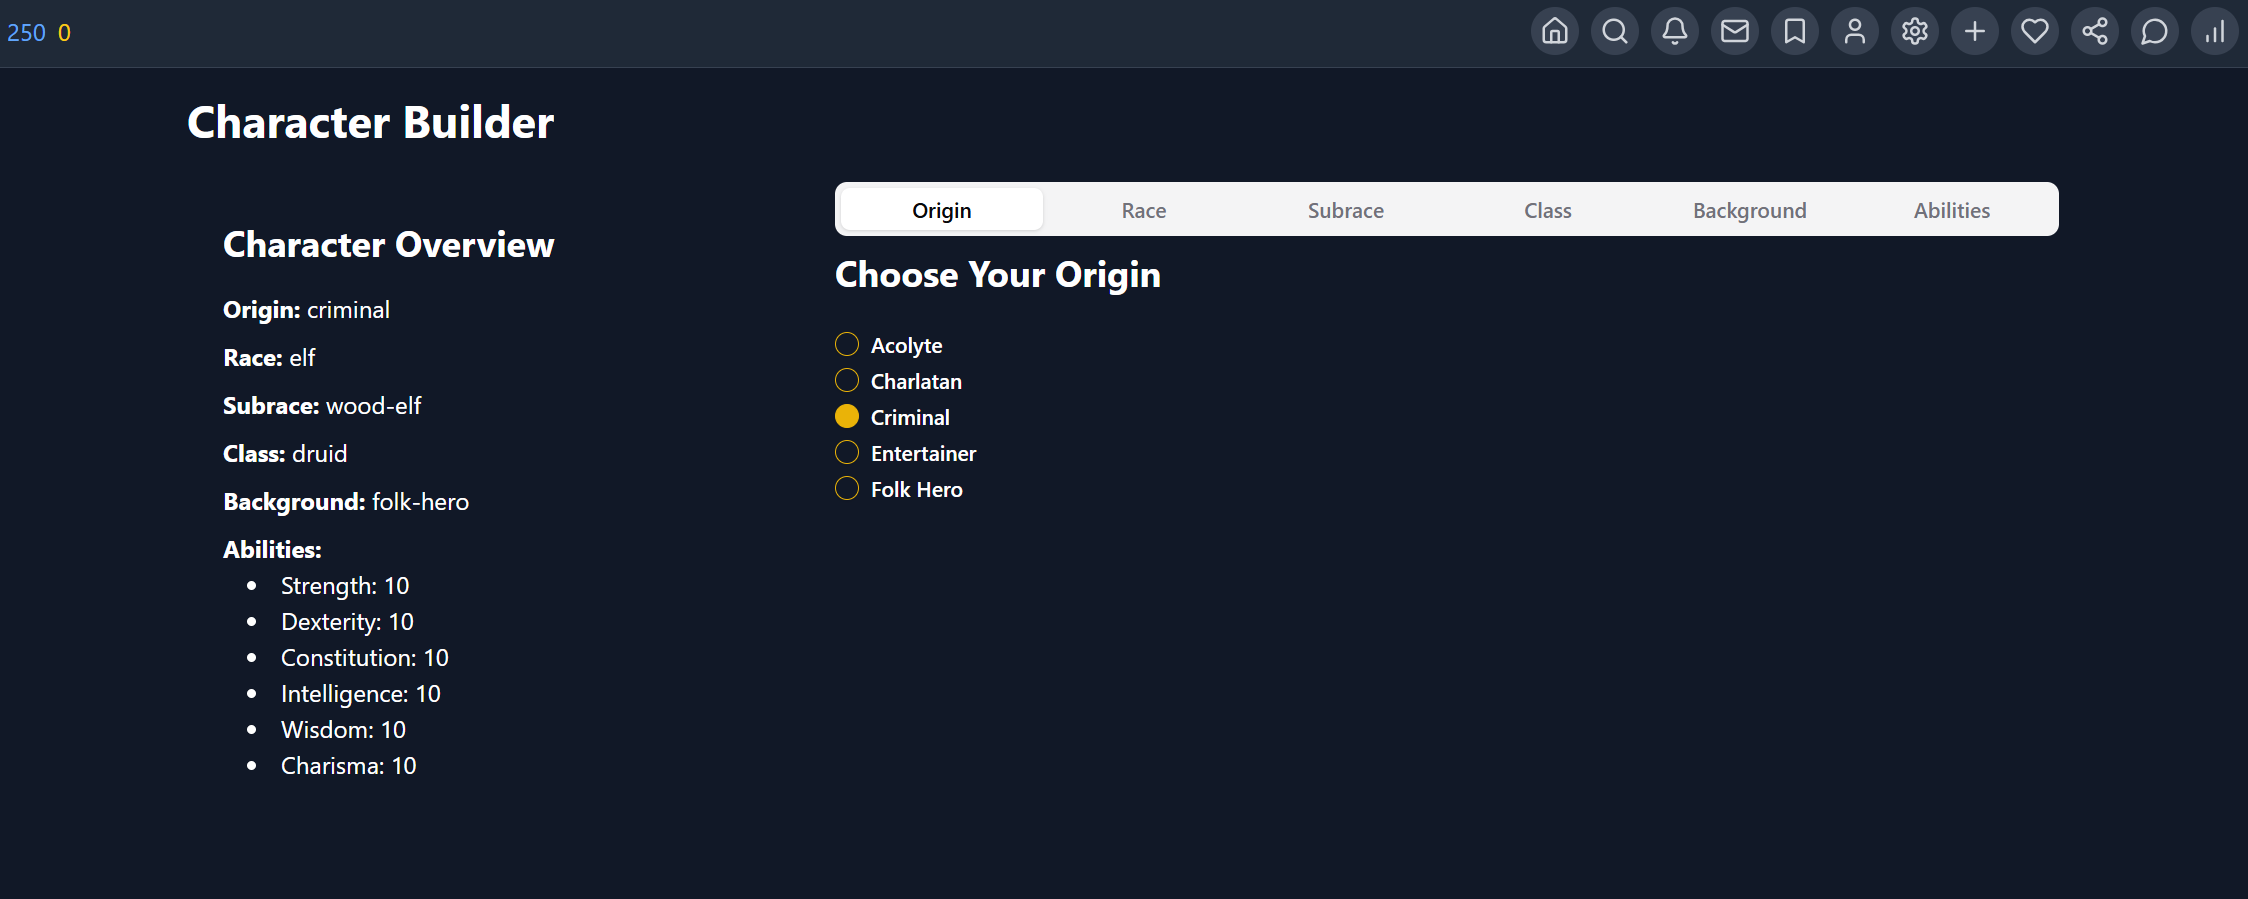 250 0
Character Builder
Character Overview
Origin: criminal
Race: elf
Subrace: wood-elf
Class: druid
Background: folk-hero
Abilities:
Strength: 10
Dexterity: 10
Constitution: 10
Intelligence: 10
Wisdom: 10
Charisma: 10
Origin Race Subrace Class Background Abilities
Choose Your Origin
Acolyte
Charlatan
Criminal
Entertainer
Folk Hero